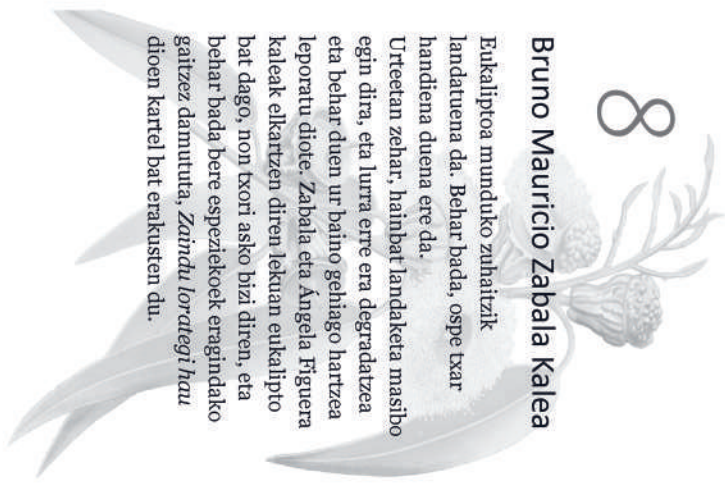 8
Bruno Mauricio Zabala Kalea
Eukaliptoa munduko zuhaitzik
landatuena da. Behar bada, ospe txar
handiena duena ere da.
Urteetan zehar, hainbat landaketa masibo
egin dira, eta lurra erre era degradatzea
eta behar duen ur baino gehiago hartzea
leporatu diote. Zabala eta Ángela Figuera
kaleak elkartzen diren lekuan eukalipto
bat dago, non txori asko bizi diren, eta
behar bada bere espeziekoek eragindako
gaitzez damututa, Zaindu lorategi hau
dioen kartel bat erakusten du.